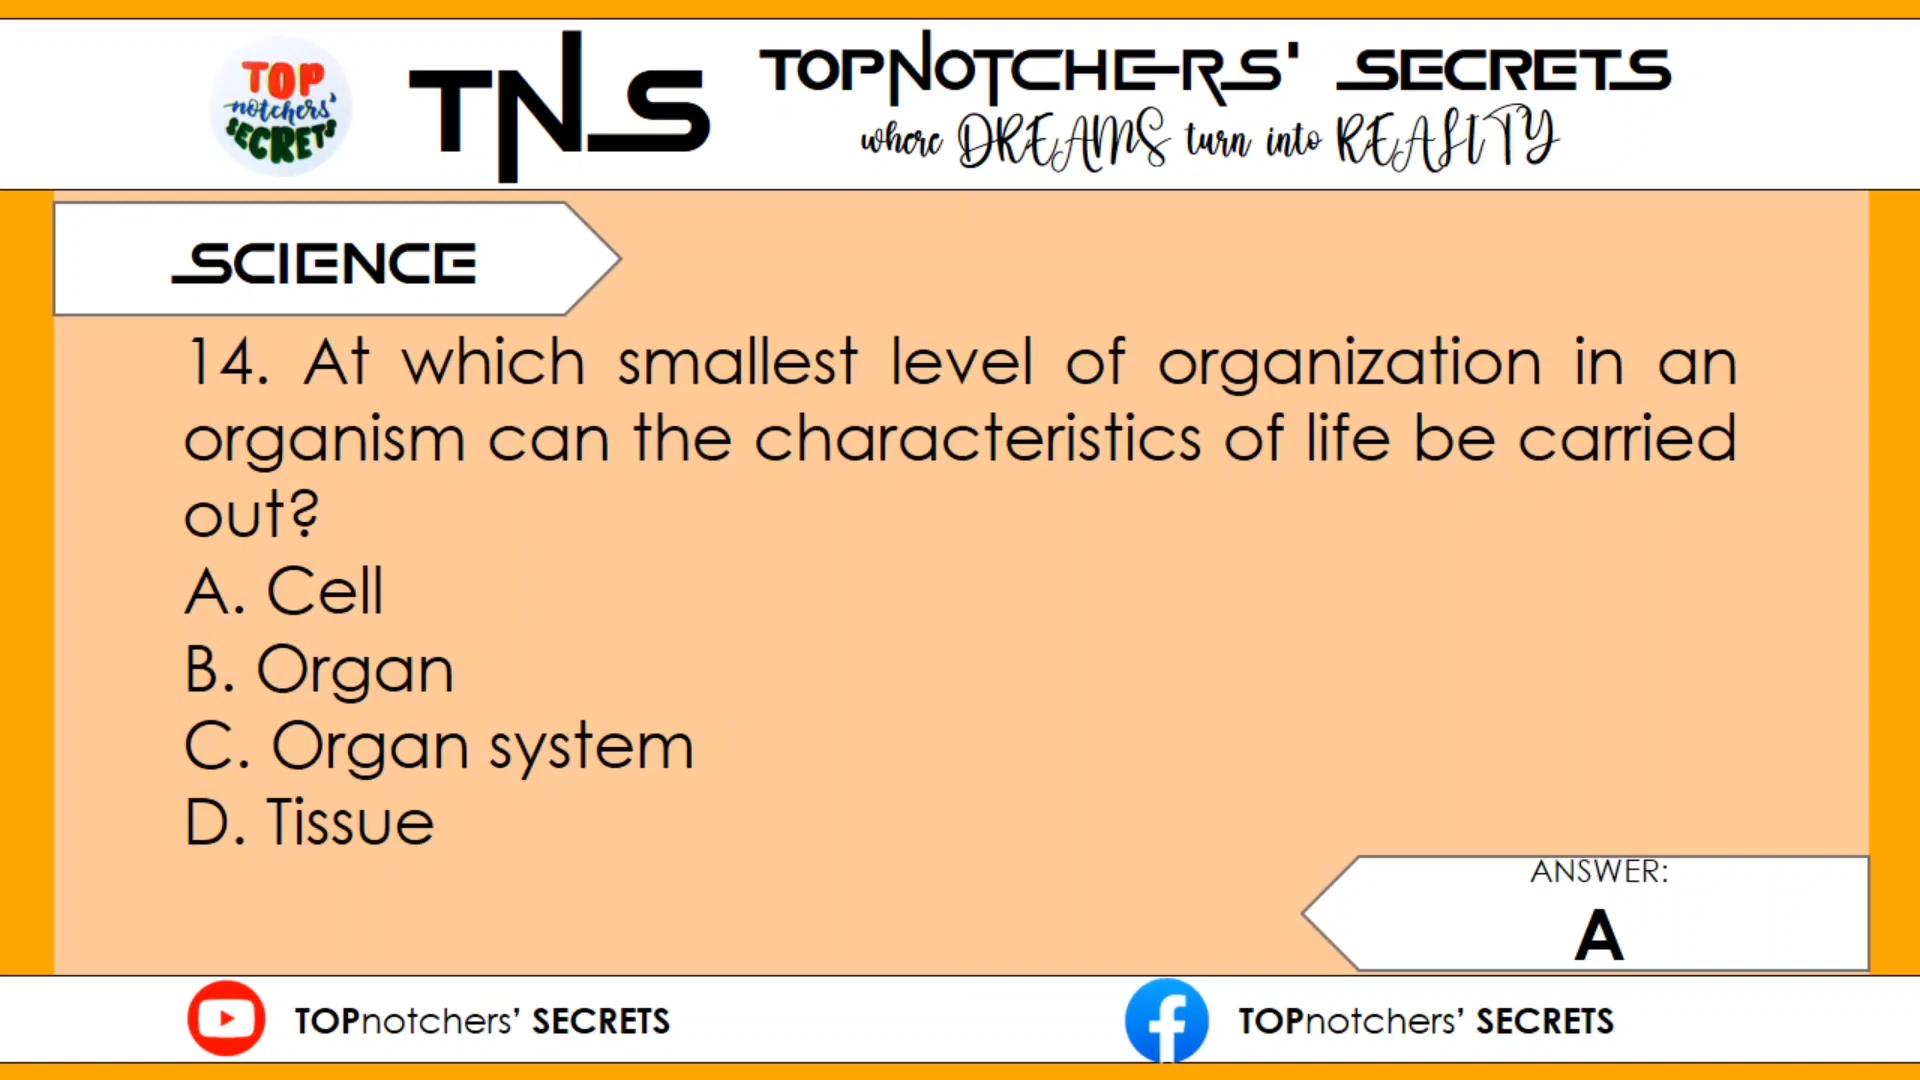 TOP
notchers'
SECRETS
TNS
TOPNOTCHERS' SECRETS
where DREAMS turn into REALITY
SCIENCE
14. At which smallest level of organization in an
organism can the characteristics of life be carried
out?
A. Cell
B. Organ
C. Organ system
D. Tissue
ANSWER:
A
TOPnotchers’ SECRETS
TOPnotchers’ SECRETS